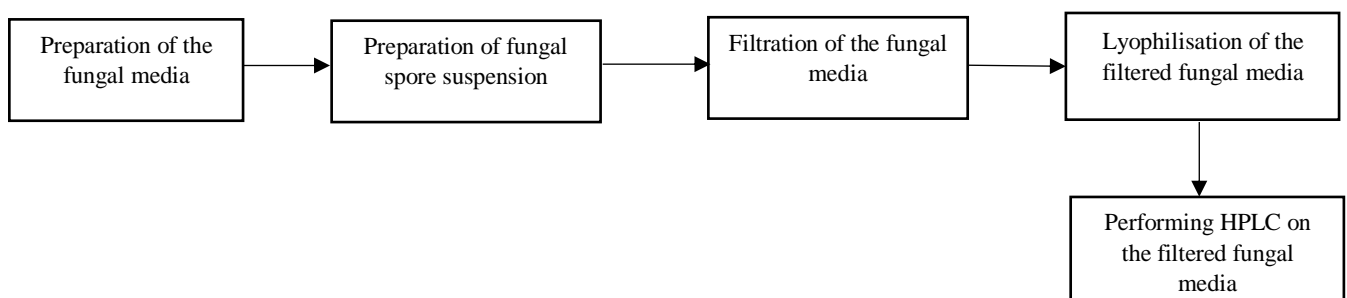 Preparation of the
fungal media
Preparation of fungal
spore suspension
Filtration of the fungal
media
Lyophilisation of the
filtered fungal media
Performing HPLC on
the filtered fungal
media